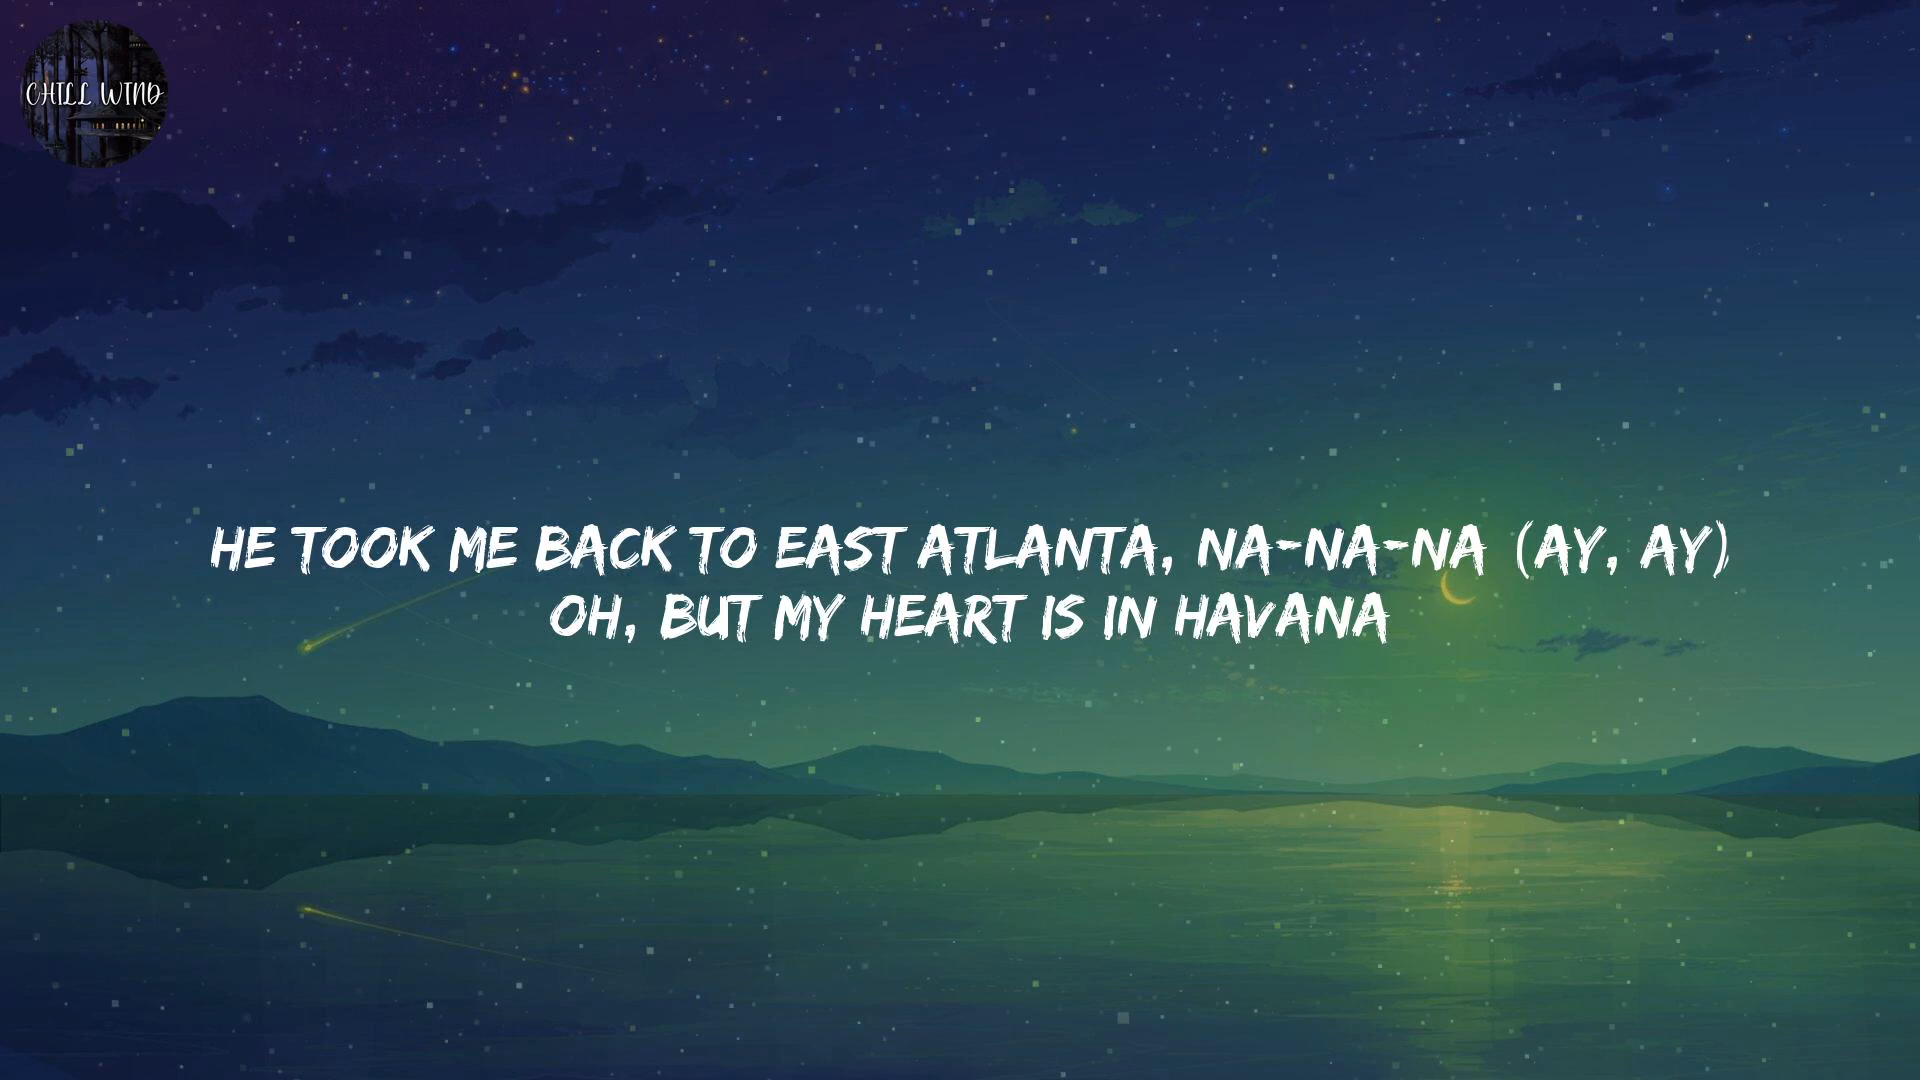 CHILL WIND
HE TOOK ME BACK TO EAST ATLANTA, NA-NA-NA (AY, AY)
OH, BUT MY HEART IS IN HAVANA